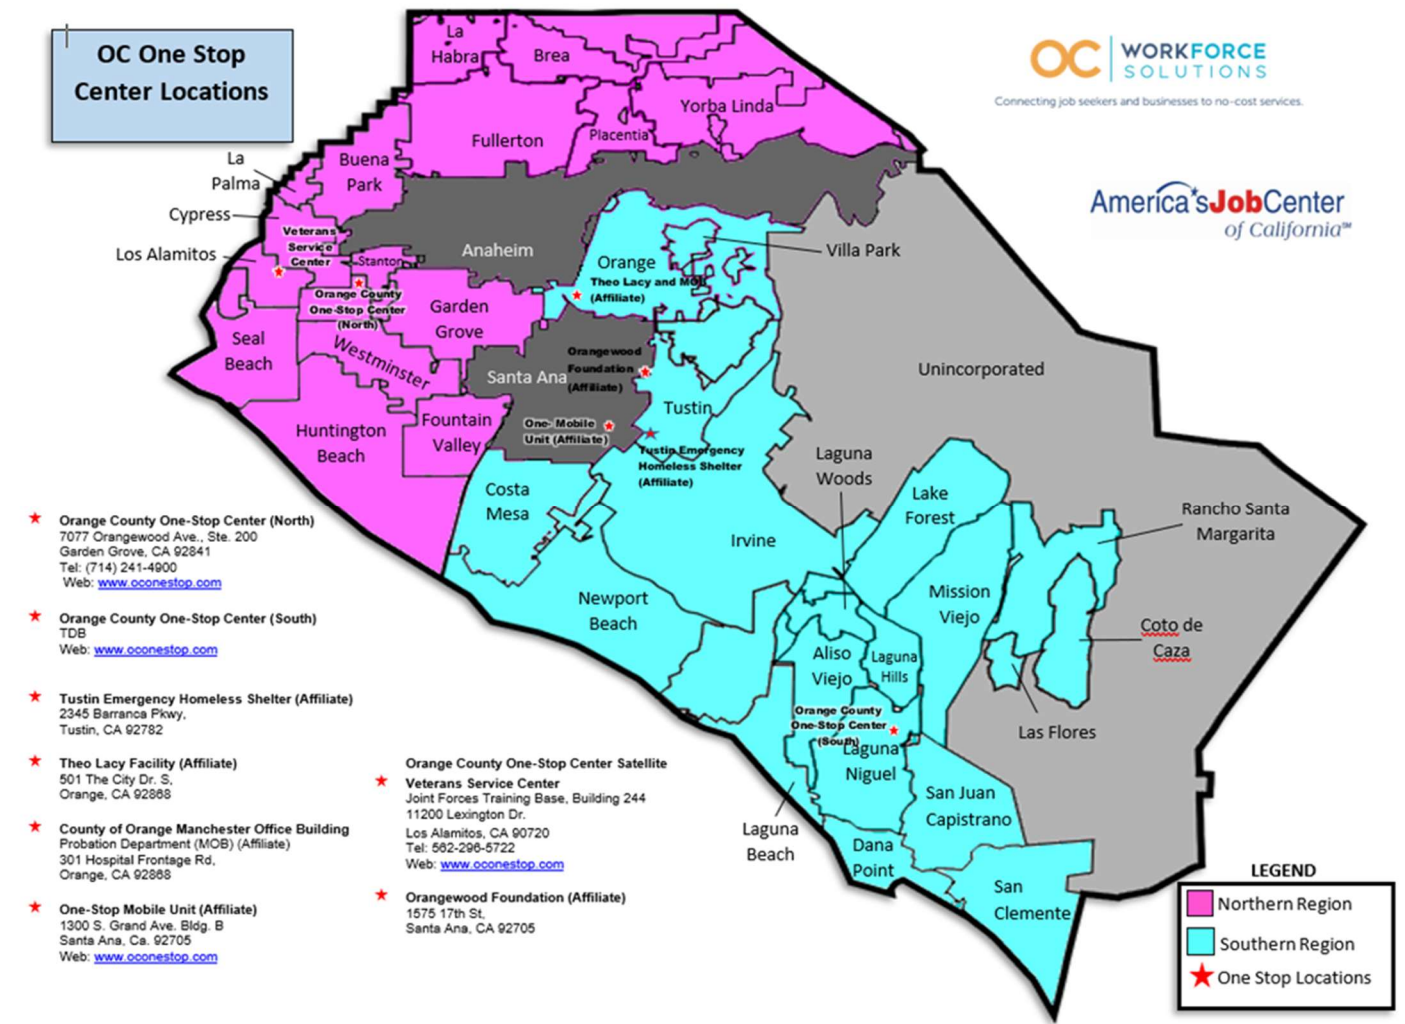 OC One Stop
Center Locations
OC WORKFORCE
SOLUTIONS
Connecting job seekers and businesses to no-cost services.
America'sJobCenter
of California℠
La
Habra
Brea
Yorba Linda
Placentia
Fullerton
Buena
Park
La
Palma
Cypress
Los Alamitos
Veterans
Service
Center
Stanton
Anaheim
Orange
Villa Park
Theo Lacy and MOB
(Affiliate)
Orange County
One-Stop Center
(North)
Garden
Grove
Seal
Beach
Westminster
Santa Ana
Orangewood
Foundation
(Affiliate)
Unincorporated
Tustin
Huntington
Beach
Fountain
Valley
One- Mobile
Unit (Affiliate)
Tustin Emergency
Homeless Shelter
(Affiliate)
Laguna
Woods
Costa
Mesa
Lake
Forest
Rancho Santa
Margarita
Irvine
Newport
Beach
Mission
Viejo
Coto de
Caza
Aliso
Viejo
Laguna
Hills
Las Flores
Orange County
One-Stop Center
(South)
Laguna
Niguel
San Juan
Capistrano
Laguna
Beach
Dana
Point
San
Clemente
Orange County One-Stop Center (North)
7077 Orangewood Ave., Ste. 200
Garden Grove, CA 92841
Tel: (714) 241-4900
Web: www.oconestop.com
Orange County One-Stop Center (South)
TDB
Web: www.oconestop.com
Tustin Emergency Homeless Shelter (Affiliate)
2345 Barranca Pkwy,
Tustin, CA 92782
Theo Lacy Facility (Affiliate)
501 The City Dr. S,
Orange, CA 92868
County of Orange Manchester Office Building
Probation Department (MOB) (Affiliate)
301 Hospital Frontage Rd,
Orange, CA 92868
One-Stop Mobile Unit (Affiliate)
1300 S. Grand Ave. Bldg. B
Santa Ana, Ca. 92705
Web: www.oconestop.com
Orange County One-Stop Center Satellite
Veterans Service Center
Joint Forces Training Base, Building 244
11200 Lexington Dr.
Los Alamitos, CA 90720
Tel: 562-296-5722
Web: www.oconestop.com
Orangewood Foundation (Affiliate)
1575 17th St,
Santa Ana, CA 92705
LEGEND
Northern Region
Southern Region
One Stop Locations